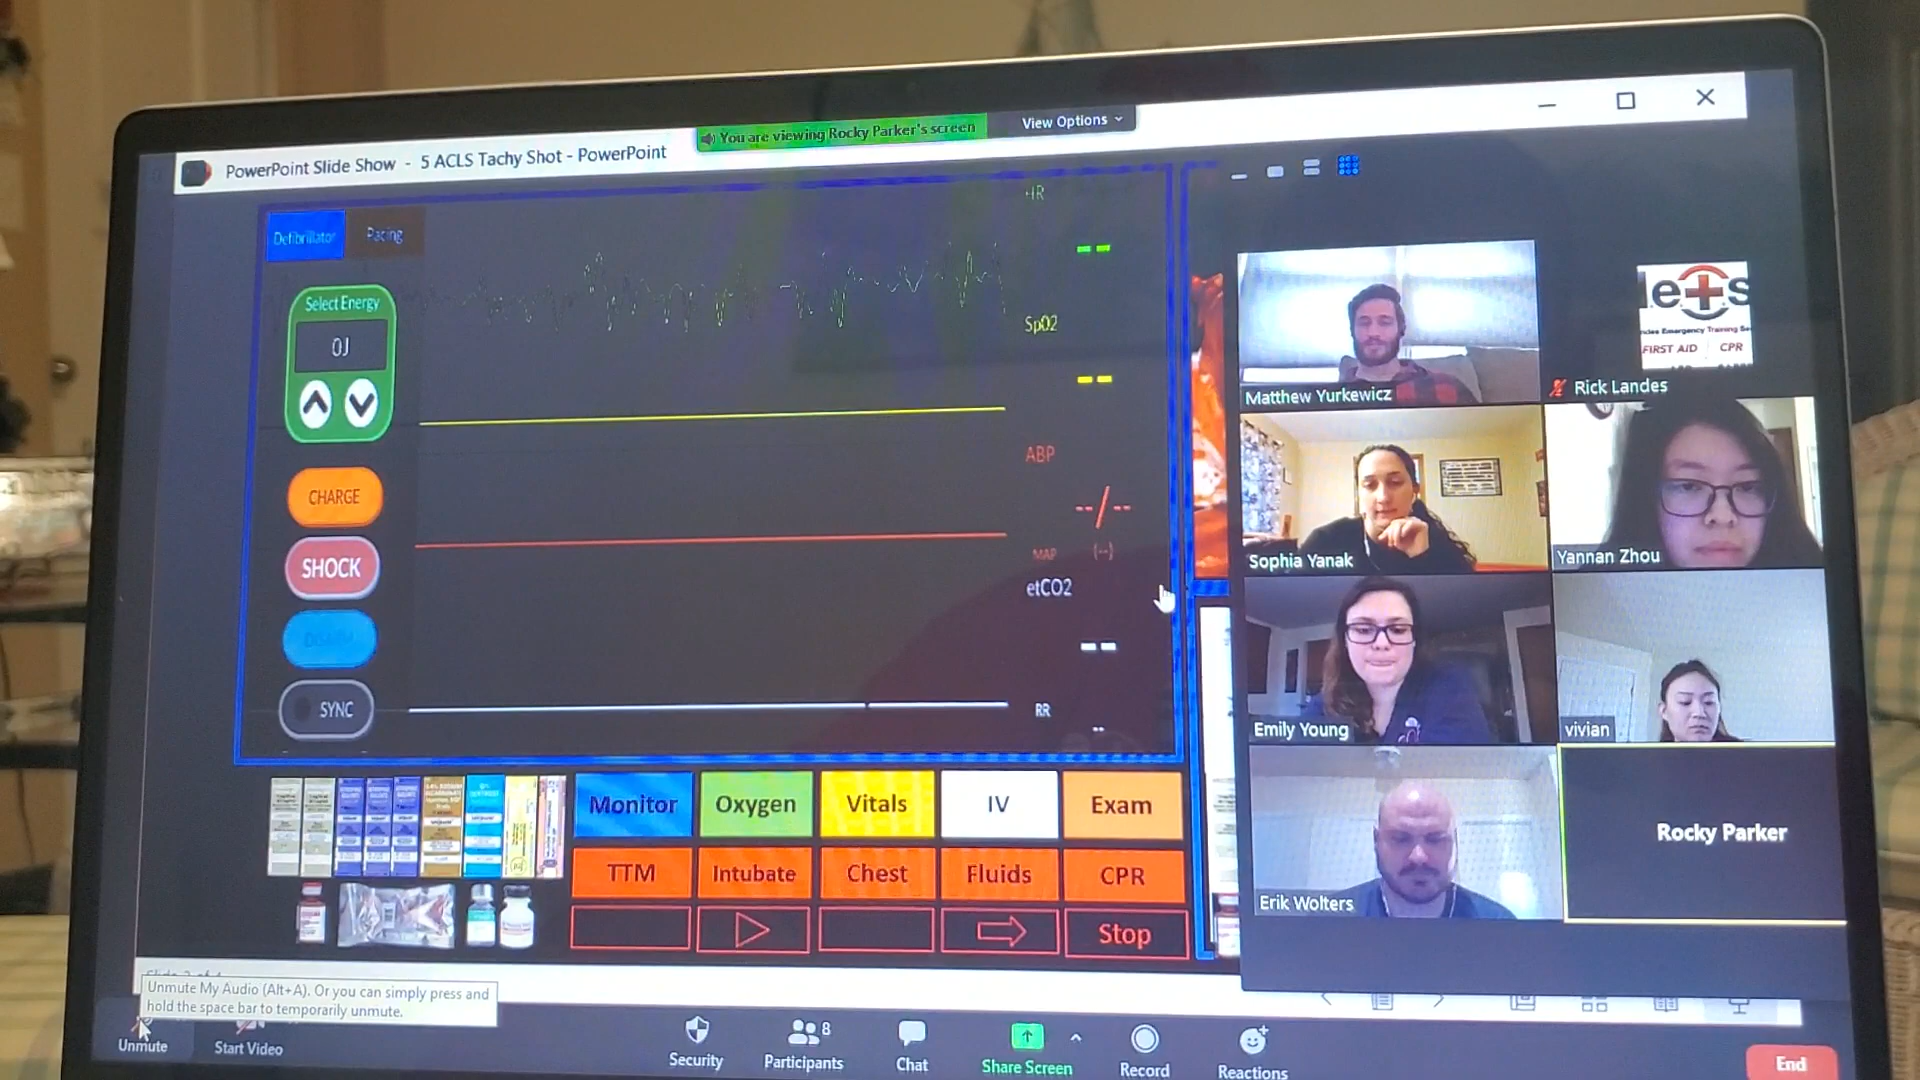 You are viewing Rocky Parker's screen
View Options
PowerPoint Slide Show - 5 ACLS Tachy Shot - PowerPoint
Defibrillator
Pacing
HR
Select Energy
0J
SpO2
CHARGE
ABP
--/--
SHOCK
MAP (--)
etCO2
SYNC
RR
--
Monitor
Oxygen
Vitals
IV
Exam
TTM
Intubate
Chest
Fluids
CPR
Stop
Matthew Yurkewicz
e+s
Emergency Training
FIRST AID CPR
Rick Landes
Sophia Yanak
Yannan Zhou
Emily Young
vivian
Erik Wolters
Rocky Parker
Unmute My Audio (Alt+A). Or you can simply press and
hold the space bar to temporarily unmute.
Unmute
Start Video
Security
8
Participants
Chat
Share Screen
Record
Reactions
End